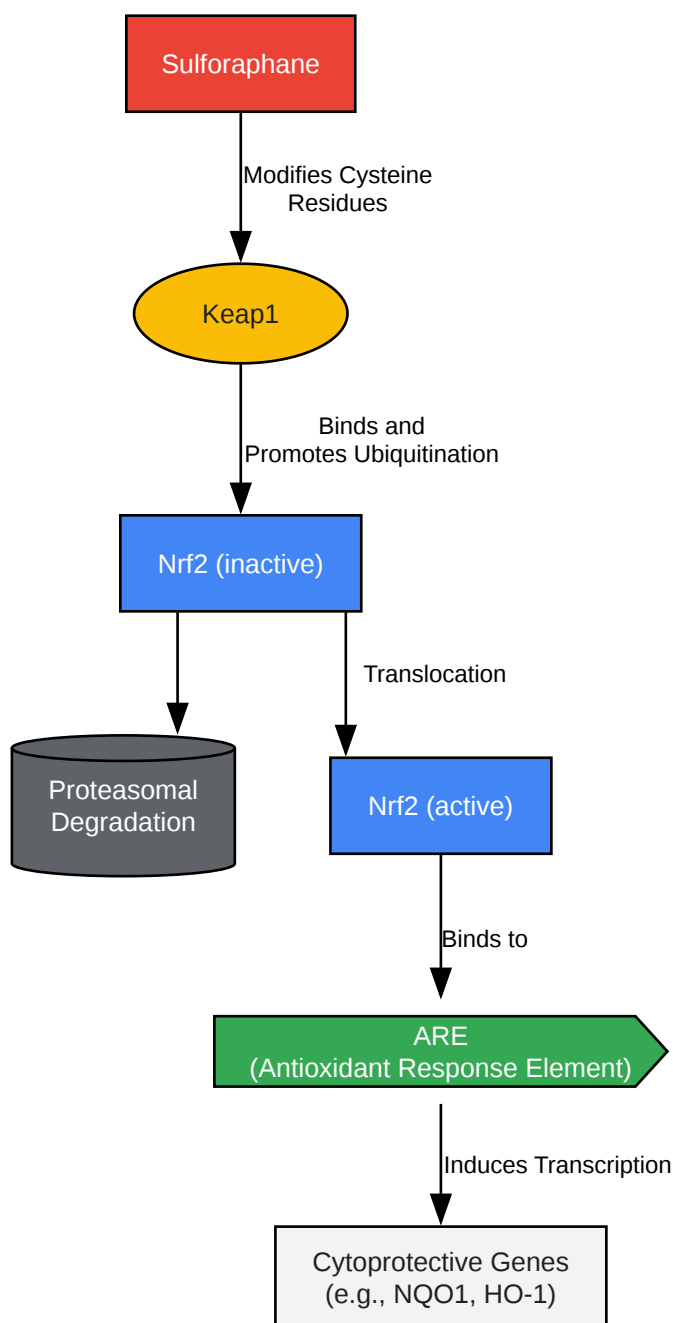 Sulforaphane
Modifies Cysteine
Residues
Keap1
Binds and
Promotes Ubiquitination
Nrf2 (inactive)
Translocation
Proteasomal
Degradation
Nrf2 (active)
Binds to
ARE
(Antioxidant Response Element)
Induces Transcription
Cytoprotective Genes
(e.g., NQO1, HO-1)